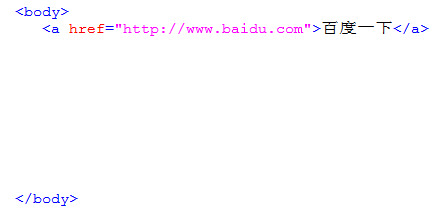 <body>
<a href="http://www.baidu.com">百度一下</a>
</body>